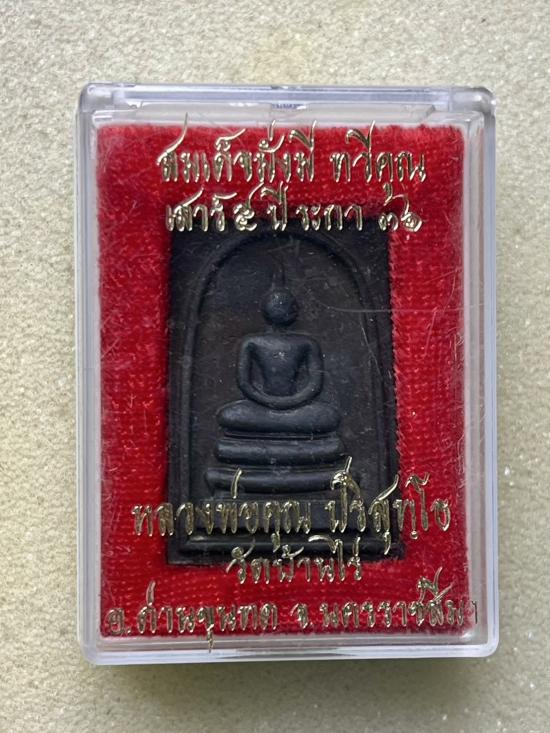 สมเด็จมั่งมี ทวีคูณ
เสาร์ ๕ ปี ระกา ๓๖
หลวงพ่อคูณ ปริสุทฺโธ
วัดบ้านไร่
อ.ด่านขุนทด จ.นครราชสีมา